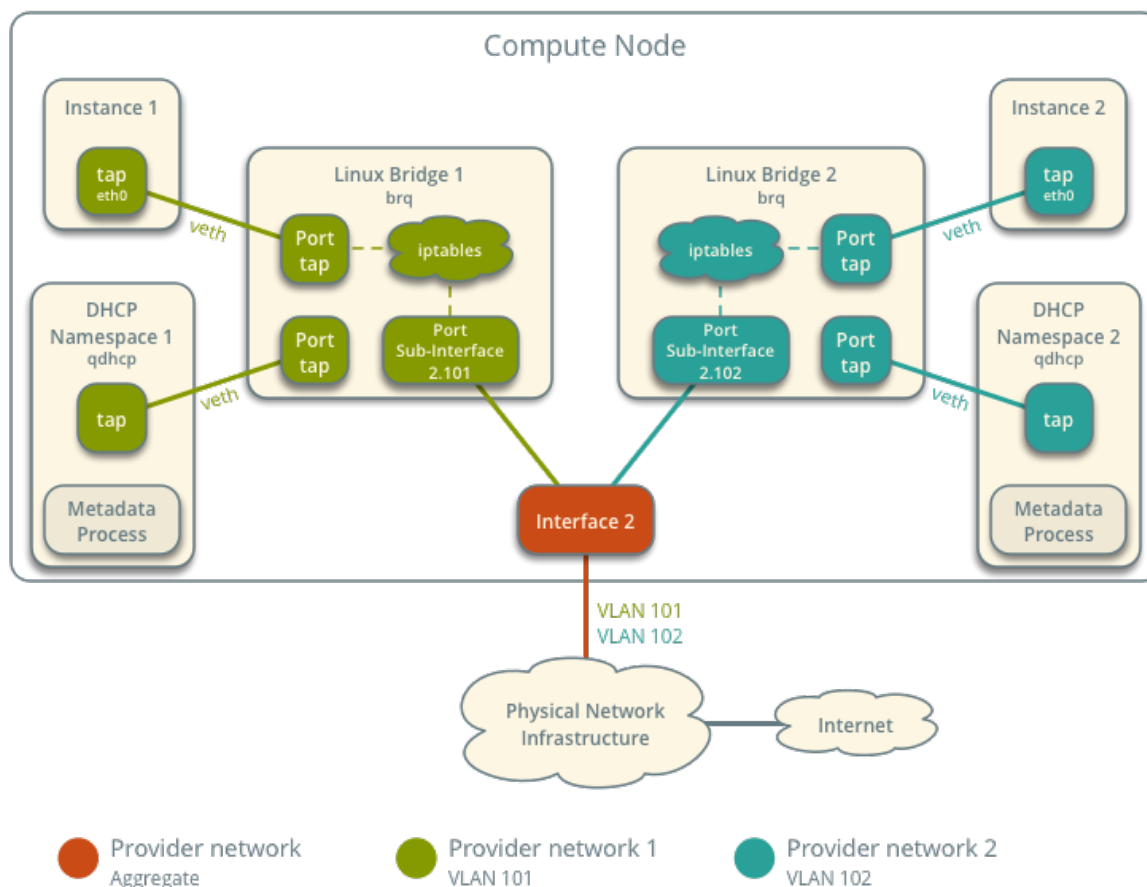 Compute Node
Instance 1
tap
eth0
veth
Linux Bridge 1
brq
Port
tap
iptables
Port
tap
Port
Sub-Interface
2.101
DHCP
Namespace 1
qdhcp
tap
veth
Metadata
Process
Linux Bridge 2
brq
iptables
Port
tap
Port
Sub-Interface
2.102
Port
tap
Instance 2
tap
eth0
veth
DHCP
Namespace 2
qdhcp
tap
veth
Metadata
Process
Interface 2
VLAN 101
VLAN 102
Physical Network
Infrastructure
Internet
Provider network
Aggregate
Provider network 1
VLAN 101
Provider network 2
VLAN 102